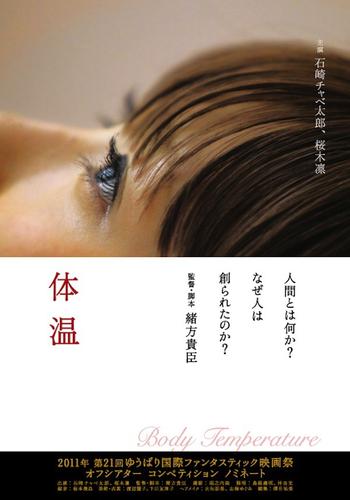 主演 石崎チャベ太郎、桜木凛
人間とは何か？
なぜ人は
創られたのか？
監督・脚本 緒方貴臣
体温
Body Temperature
2011年 第21回ゆうばり国際ファンタスティック映画祭
オフシアター コンペティション ノミネート